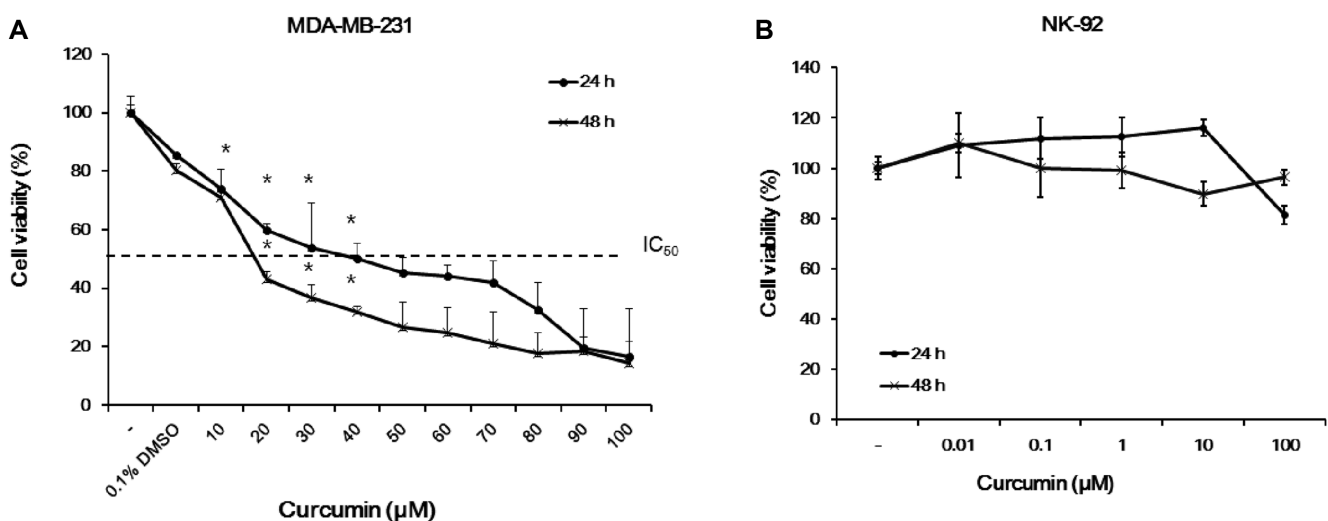 A
MDA-MB-231
Cell viability (%)
120
100
80
60
40
20
0
24 h
48 h
*
*
*
*
*
*
*
IC50
-
0.1% DMSO
10
20
30
40
50
60
70
80
90
100
Curcumin (µM)
B
NK-92
Cell viability (%)
140
120
100
80
60
40
20
0
24 h
48 h
-
0.01
0.1
1
10
100
Curcumin (µM)